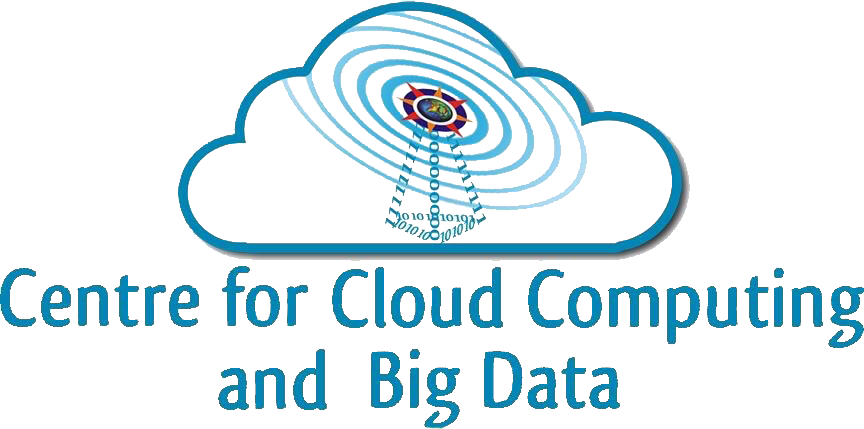 Centre for Cloud Computing
and Big Data